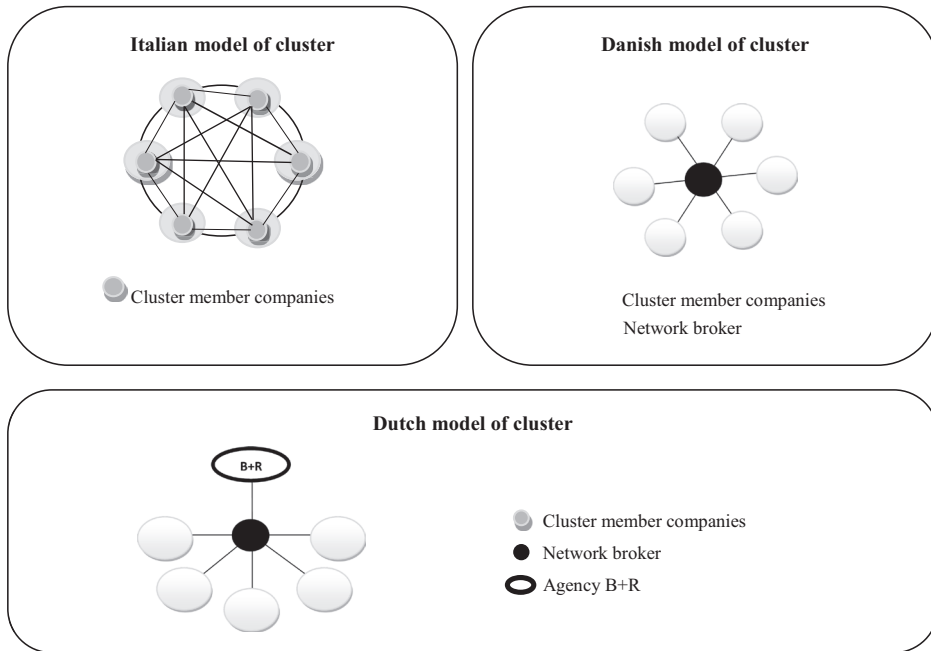 Italian model of cluster
Cluster member companies
Danish model of cluster
Cluster member companies
Network broker
Dutch model of cluster
B+R
Cluster member companies
Network broker
Agency B+R